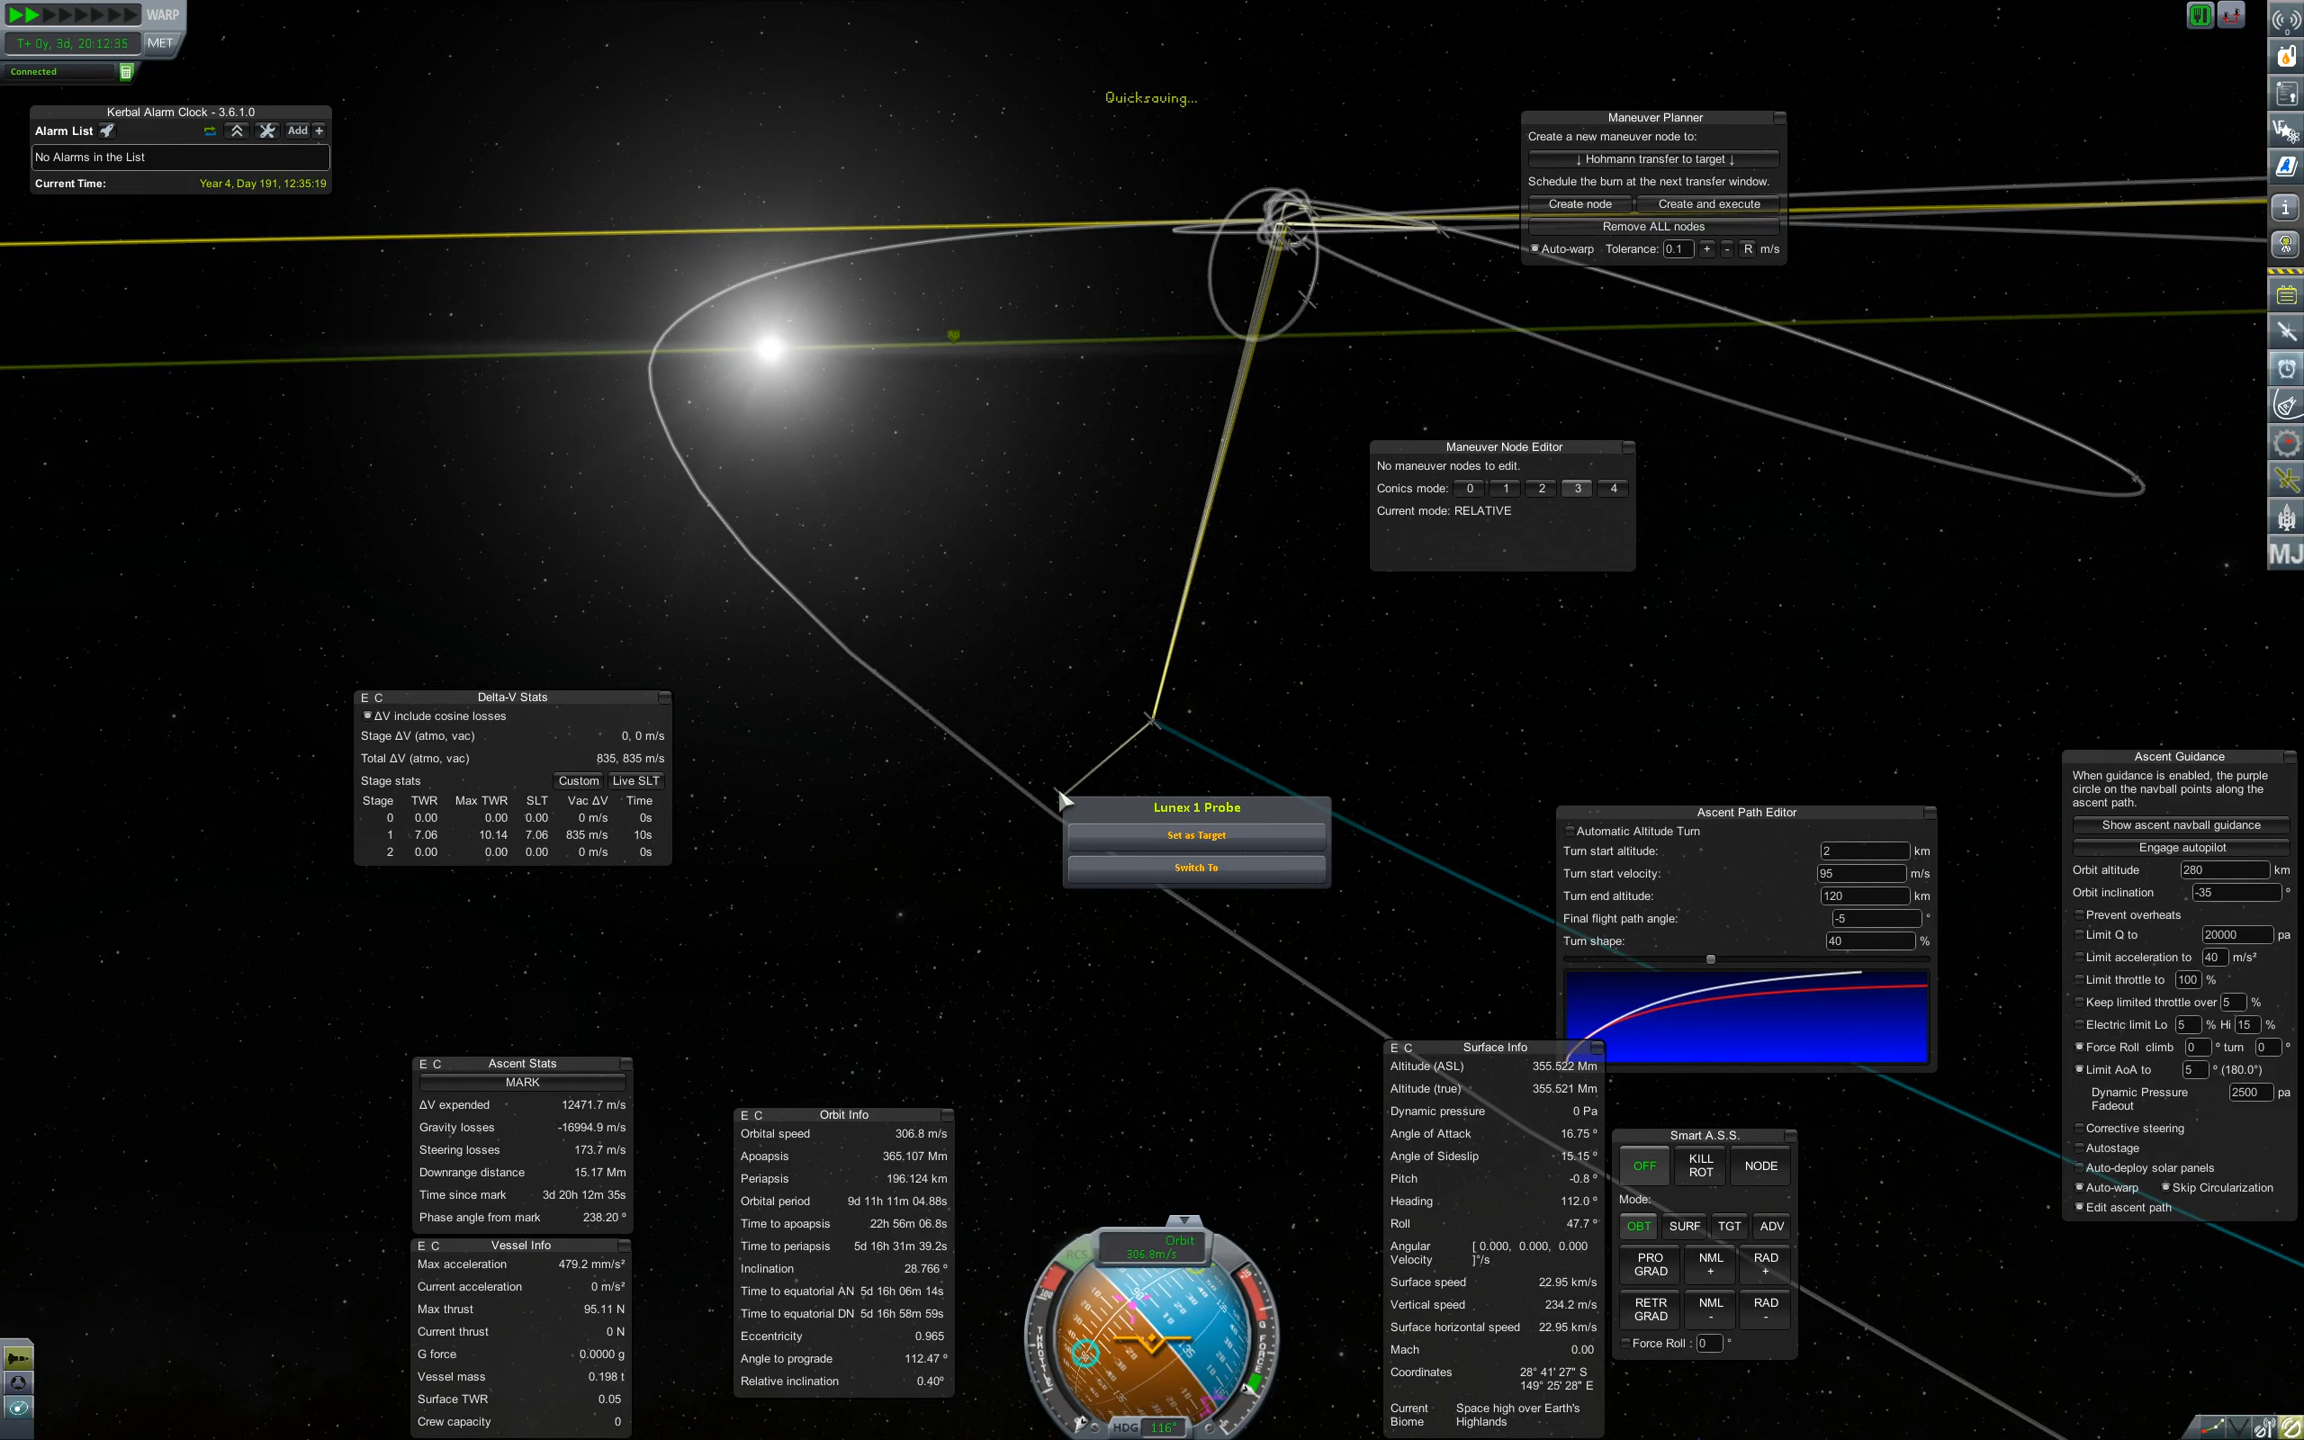 WARP
T+ 0y, 3d, 20:12:35 MET
Connected
Kerbal Alarm Clock - 3.6.1.0
Alarm List Add +
No Alarms in the List
Current Time: Year 4, Day 191, 12:35:19
Quicksaving...
Maneuver Planner
Create a new maneuver node to:
↓ Hohmann transfer to target ↓
Schedule the burn at the next transfer window.
Create node Create and execute
Remove ALL nodes
Auto-warp Tolerance: 0.1 + - R m/s
Ap
Maneuver Node Editor
No maneuver nodes to edit.
Conics mode: 0 1 2 3 4
Current mode: RELATIVE
MJ
E C Delta-V Stats
ΔV include cosine losses
Stage ΔV (atmo, vac) 0, 0 m/s
Total ΔV (atmo, vac) 835, 835 m/s
Stage stats Custom Live SLT
Stage TWR Max TWR SLT Vac ΔV Time
0 0.00 0.00 0.00 0 m/s 0s
1 7.06 10.14 7.06 835 m/s 10s
2 0.00 0.00 0.00 0 m/s 0s
Lunex 1 Probe
Set as Target
Switch To
Ascent Path Editor
Automatic Altitude Turn
Turn start altitude: 2 km
Turn start velocity: 95 m/s
Turn end altitude: 120 km
Final flight path angle: -5 °
Turn shape: 40 %
Ascent Guidance
When guidance is enabled, the purple
circle on the navball points along the
ascent path.
Show ascent navball guidance
Engage autopilot
Orbit altitude 280 km
Orbit inclination -35 °
Prevent overheats
Limit Q to 20000 pa
Limit acceleration to 40 m/s²
Limit throttle to 100 %
Keep limited throttle over 5 %
Electric limit Lo 5 % Hi 15 %
Force Roll climb 0 ° turn 0 °
Limit AoA to 5 ° (180.0°)
Dynamic Pressure
Fadeout 2500 pa
Corrective steering
Autostage
Auto-deploy solar panels
Auto-warp Skip Circularization
Edit ascent path
E C Ascent Stats
MARK
ΔV expended 12471.7 m/s
Gravity losses -16994.9 m/s
Steering losses 173.7 m/s
Downrange distance 15.17 Mm
Time since mark 3d 20h 12m 35s
Phase angle from mark 238.20 °
E C Vessel Info
Max acceleration 479.2 mm/s²
Current acceleration 0 m/s²
Max thrust 95.11 N
Current thrust 0 N
G force 0.0000 g
Vessel mass 0.198 t
Surface TWR 0.05
Crew capacity 0
E C Orbit Info
Orbital speed 306.8 m/s
Apoapsis 365.107 Mm
Periapsis 196.124 km
Orbital period 9d 11h 11m 04.88s
Time to apoapsis 22h 56m 06.8s
Time to periapsis 5d 16h 31m 39.2s
Inclination 28.766 °
Time to equatorial AN 5d 16h 06m 14s
Time to equatorial DN 5d 16h 58m 59s
Eccentricity 0.965
Angle to prograde 112.47 °
Relative inclination 0.40°
Orbit
306.8m/s
RCS
HDG 116°
E C Surface Info
Altitude (ASL) 355.522 Mm
Altitude (true) 355.521 Mm
Dynamic pressure 0 Pa
Angle of Attack 16.75 °
Angle of Sideslip 15.15 °
Pitch -0.8 °
Heading 112.0 °
Roll 47.7 °
Angular
Velocity [ 0.000, 0.000, 0.000 ]°/s
Surface speed 22.95 km/s
Vertical speed 234.2 m/s
Surface horizontal speed 22.95 km/s
Mach 0.00
Coordinates 28° 41' 27" S
149° 25' 28" E
Current
Biome Space high over Earth's
Highlands
Smart A.S.S.
OFF KILL ROT NODE
Mode:
OBT SURF TGT ADV
PRO GRAD NML + RAD +
RETR GRAD NML - RAD -
Force Roll : 0 °